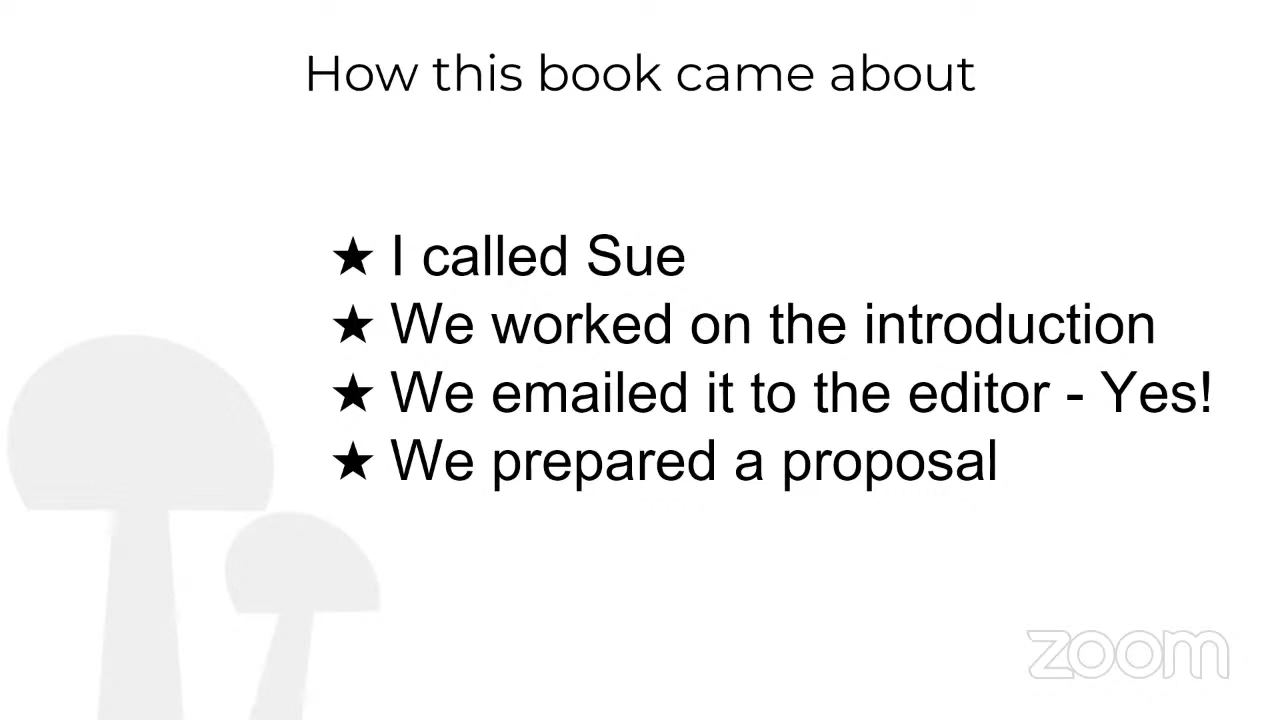 How this book came about
★ I called Sue
★ We worked on the introduction
★ We emailed it to the editor - Yes!
★ We prepared a proposal
zoom